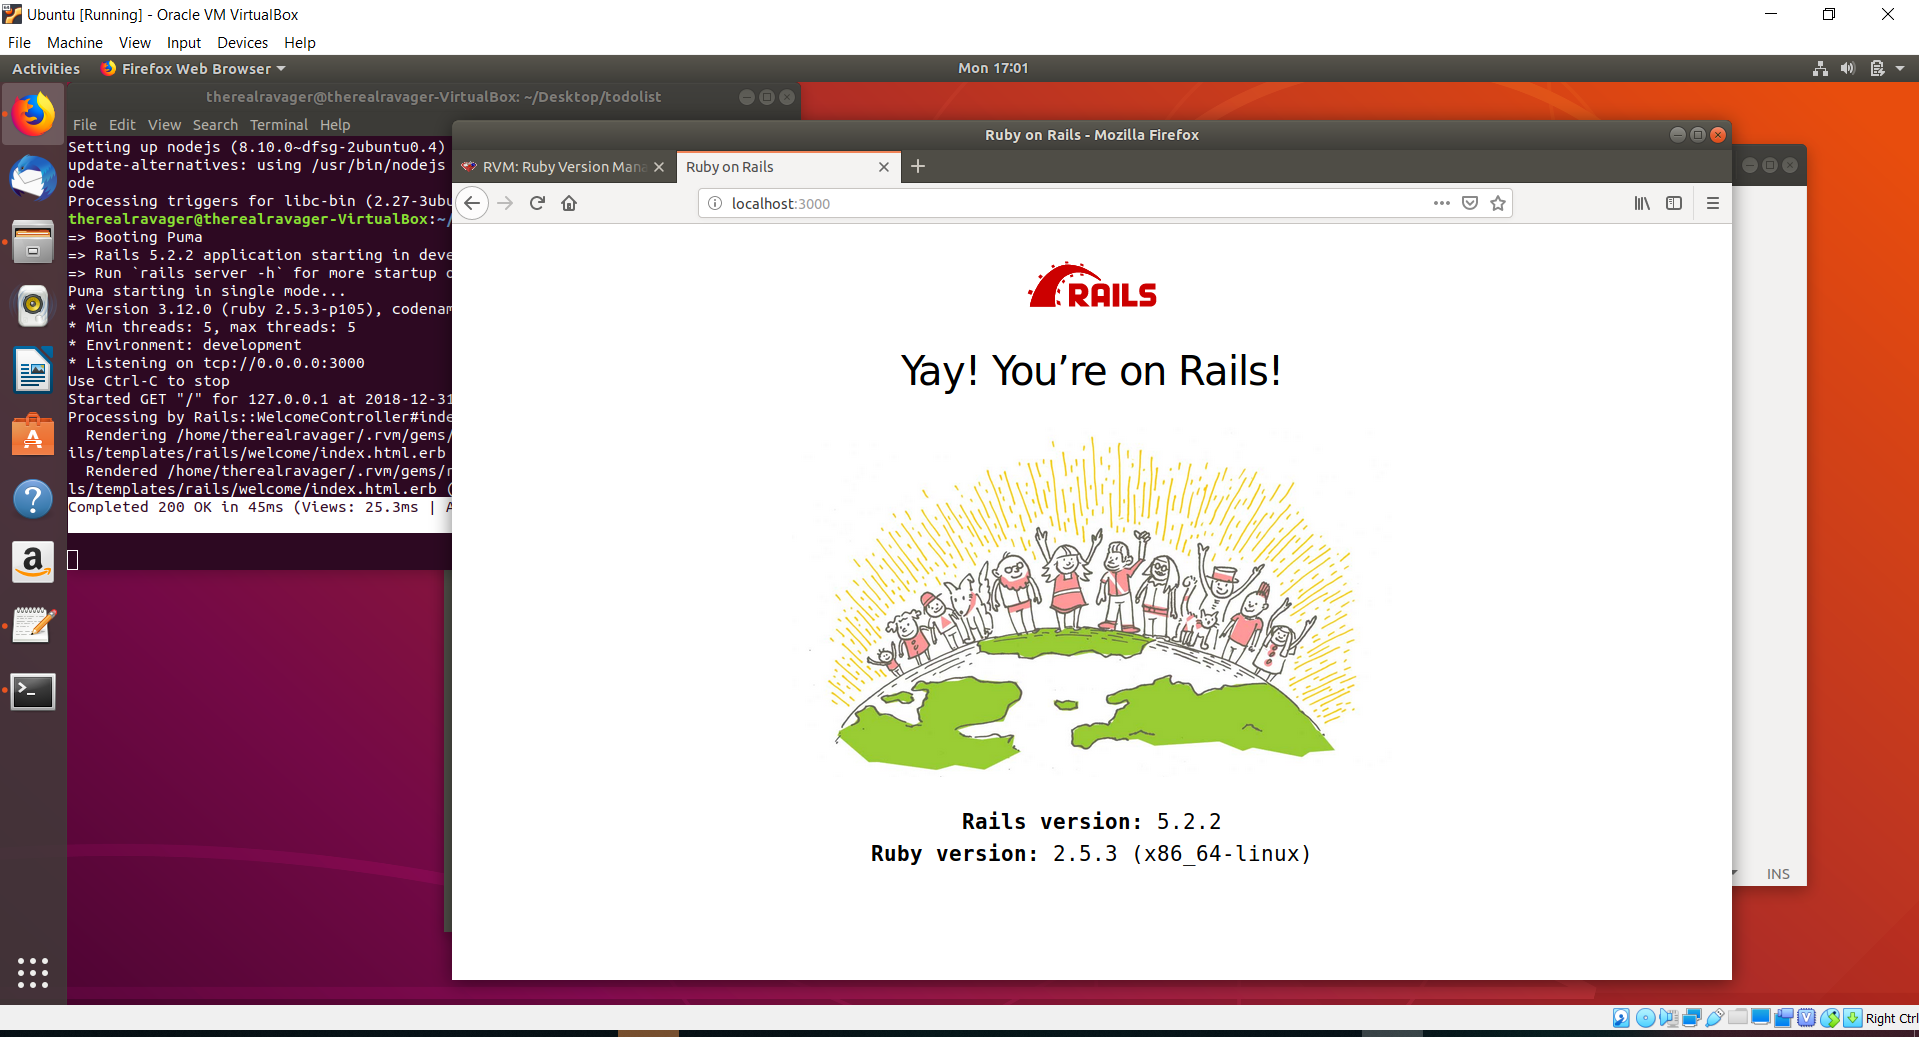 Ubuntu [Running] - Oracle VM VirtualBox
File Machine View Input Devices Help
Activities Firefox Web Browser Mon 17:01
therealravager@therealravager-VirtualBox: ~/Desktop/todolist
File Edit View Search Terminal Help
Setting up nodejs (8.10.0~dfsg-2ubuntu0.4)
update-alternatives: using /usr/bin/nodejs
ode
Processing triggers for libc-bin (2.27-3ubu
therealravager@therealravager-VirtualBox:~/
=> Booting Puma
=> Rails 5.2.2 application starting in deve
=> Run `rails server -h` for more startup o
Puma starting in single mode...
* Version 3.12.0 (ruby 2.5.3-p105), codenam
* Min threads: 5, max threads: 5
* Environment: development
* Listening on tcp://0.0.0.0:3000
Use Ctrl-C to stop
Started GET "/" for 127.0.0.1 at 2018-12-31
Processing by Rails::WelcomeController#inde
Rendering /home/therealravager/.rvm/gems/
ils/templates/rails/welcome/index.html.erb
Rendered /home/therealravager/.rvm/gems/r
ls/templates/rails/welcome/index.html.erb (
Completed 200 OK in 45ms (Views: 25.3ms | A
Ruby on Rails - Mozilla Firefox
RVM: Ruby Version Mana Ruby on Rails
localhost:3000
RAILS
Yay! You’re on Rails!
Rails version: 5.2.2
Ruby version: 2.5.3 (x86_64-linux)
INS
Right Ctrl